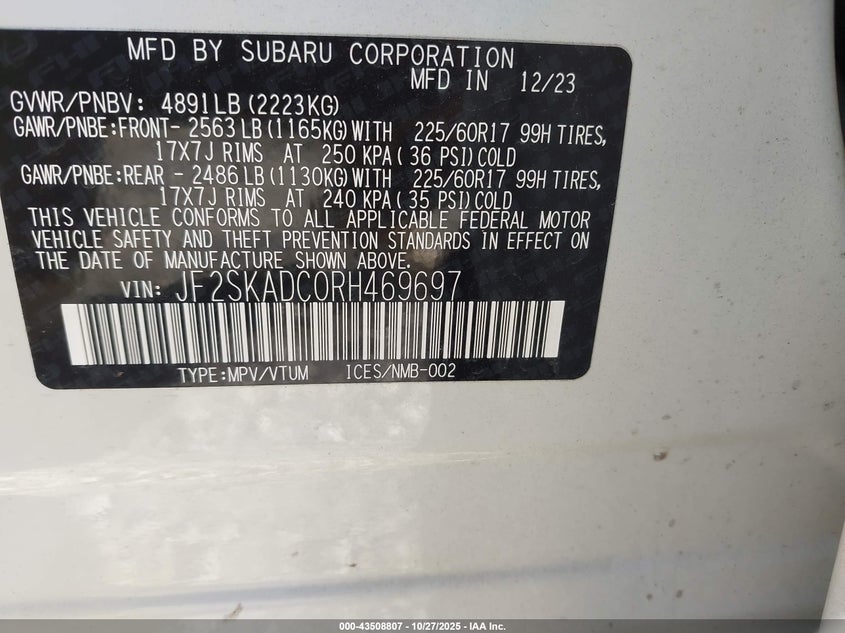 MFD BY SUBARU CORPORATION
MFD IN 12/23
GVWR/PNBV: 4891LB (2223KG)
GAWR/PNBE:FRONT- 2563LB (1165KG)WITH 225/60R17 99H TIRES,
17X7J RIMS AT 250 KPA( 36 PSI)COLD
GAWR/PNBE:REAR - 2486LB (1130KG)WITH 225/60R17 99H TIRES,
17X7J RIMS AT 240 KPA( 35 PSI)COLD
THIS VEHICLE CONFORMS TO ALL APPLICABLE FEDERAL MOTOR
VEHICLE SAFETY AND THEFT PREVENTION STANDARDS IN EFFECT ON
THE DATE OF MANUFACTURE SHOWN ABOVE.
VIN: JF2SKADC0RH469697
TYPE:MPV/VTUM ICES/NMB-002
000-43508807 | 10/27/2025 - IAA Inc.